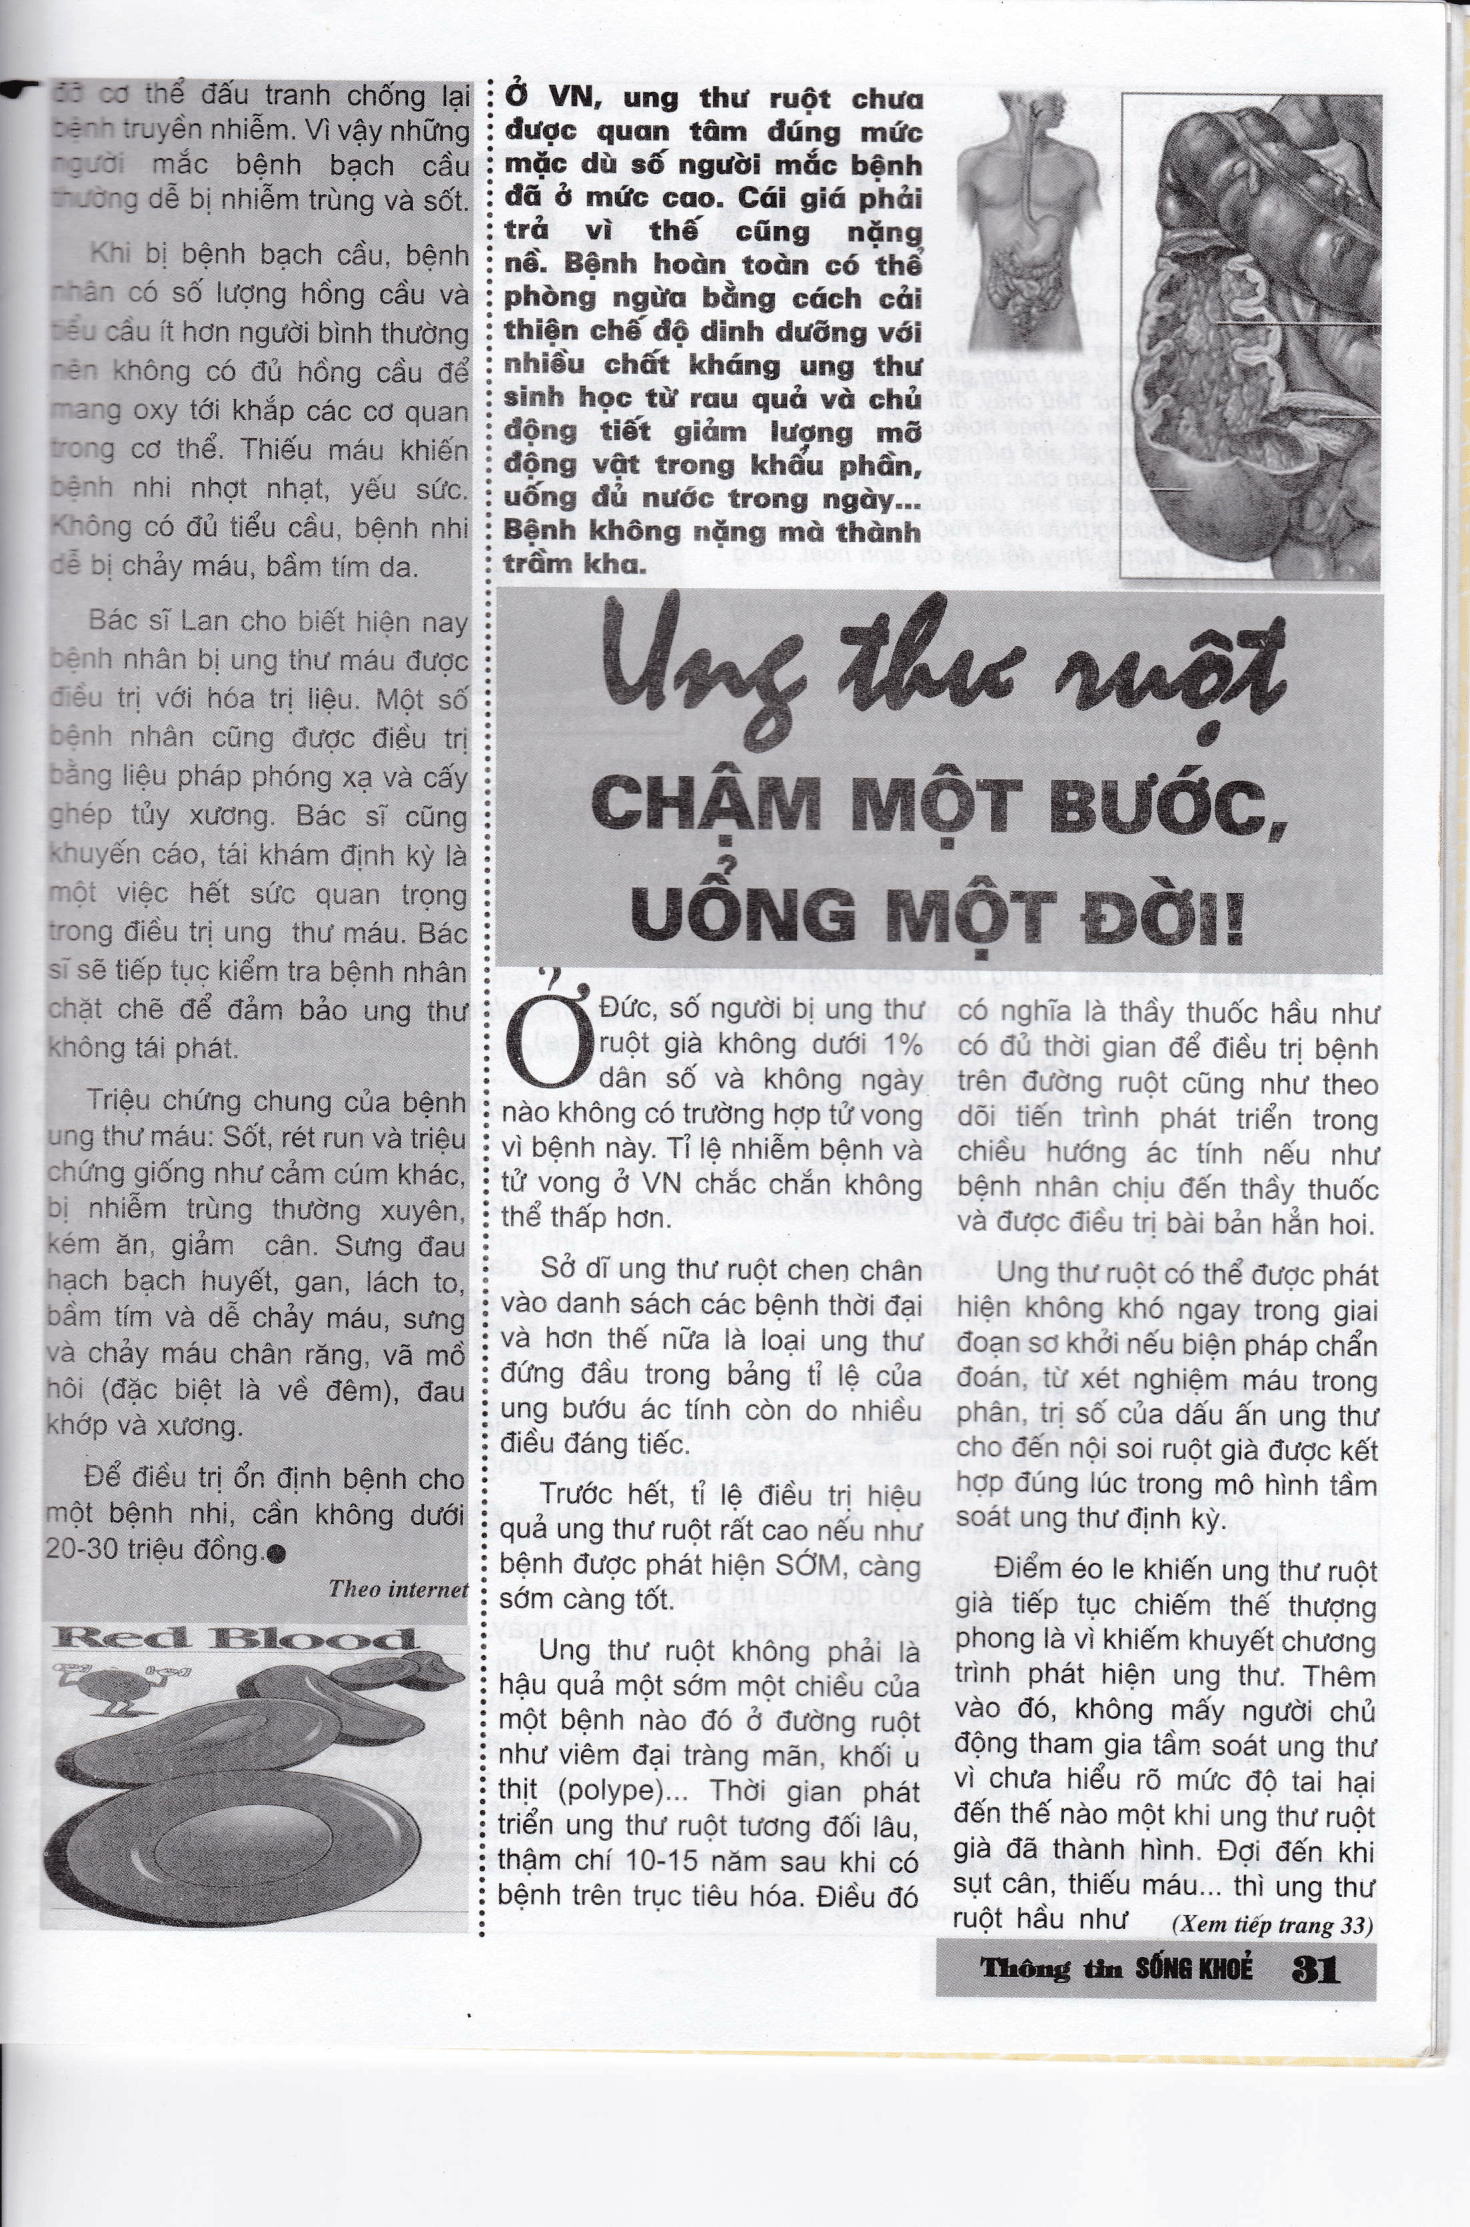 đỡ cơ thể đấu tranh chống lại
bệnh truyền nhiễm. Vì vậy những
người mắc bệnh bạch cầu
thường dễ bị nhiễm trùng và sốt.
Khi bị bệnh bạch cầu, bệnh
nhân có số lượng hồng cầu và
tiểu cầu ít hơn người bình thường
nên không có đủ hồng cầu để
mang oxy tới khắp các cơ quan
trong cơ thể. Thiếu máu khiến
bệnh nhi nhợt nhạt, yếu sức.
Không có đủ tiểu cầu, bệnh nhi
dễ bị chảy máu, bầm tím da.
Bác sĩ Lan cho biết hiện nay
bệnh nhân bị ung thư máu được
điều trị với hóa trị liệu. Một số
bệnh nhân cũng được điều trị
bằng liệu pháp phóng xạ và cấy
ghép tủy xương. Bác sĩ cũng
khuyến cáo, tái khám định kỳ là
một việc hết sức quan trọng
trong điều trị ung thư máu. Bác
sĩ sẽ tiếp tục kiểm tra bệnh nhân
chặt chẽ để đảm bảo ung thư
không tái phát.
Triệu chứng chung của bệnh
ung thư máu: Sốt, rét run và triệu
chứng giống như cảm cúm khác,
bị nhiễm trùng thường xuyên,
kém ăn, giảm cân. Sưng đau
hạch bạch huyết, gan, lách to,
bầm tím và dễ chảy máu, sưng
và chảy máu chân răng, vã mồ
hôi (đặc biệt là về đêm), đau
khớp và xương.
Để điều trị ổn định bệnh cho
một bệnh nhi, cần không dưới
20-30 triệu đồng.●
Theo internet
Red Blood
Ở VN, ung thư ruột chưa
được quan tâm đúng mức
mặc dù số người mắc bệnh
đã ở mức cao. Cái giá phải
trả vì thế cũng nặng
nề. Bệnh hoàn toàn có thể
phòng ngừa bằng cách cải
thiện chế độ dinh dưỡng với
nhiều chất kháng ung thư
sinh học từ rau quả và chủ
động tiết giảm lượng mỡ
động vật trong khẩu phần,
uống đủ nước trong ngày...
Bệnh không nặng mà thành
trầm kha.
Ung thư ruột
CHẬM MỘT BƯỚC,
UỔNG MỘT ĐỜI!
Ở Đức, số người bị ung thư
ruột già không dưới 1%
dân số và không ngày
nào không có trường hợp tử vong
vì bệnh này. Tỉ lệ nhiễm bệnh và
tử vong ở VN chắc chắn không
thể thấp hơn.
Sở dĩ ung thư ruột chen chân
vào danh sách các bệnh thời đại
và hơn thế nữa là loại ung thư
đứng đầu trong bảng tỉ lệ của
ung bướu ác tính còn do nhiều
điều đáng tiếc.
Trước hết, tỉ lệ điều trị hiệu
quả ung thư ruột rất cao nếu như
bệnh được phát hiện SỚM, càng
sớm càng tốt.
Ung thư ruột không phải là
hậu quả một sớm một chiều của
một bệnh nào đó ở đường ruột
như viêm đại tràng mãn, khối u
thịt (polype)... Thời gian phát
triển ung thư ruột tương đối lâu,
thậm chí 10-15 năm sau khi có
bệnh trên trục tiêu hóa. Điều đó
có nghĩa là thầy thuốc hầu như
có đủ thời gian để điều trị bệnh
trên đường ruột cũng như theo
dõi tiến trình phát triển trong
chiều hướng ác tính nếu như
bệnh nhân chịu đến thầy thuốc
và được điều trị bài bản hẳn hoi.
Ung thư ruột có thể được phát
hiện không khó ngay trong giai
đoạn sơ khởi nếu biện pháp chẩn
đoán, từ xét nghiệm máu trong
phân, trị số của dấu ấn ung thư
cho đến nội soi ruột già được kết
hợp đúng lúc trong mô hình tầm
soát ung thư định kỳ.
Điểm éo le khiến ung thư ruột
già tiếp tục chiếm thế thượng
phong là vì khiếm khuyết chương
trình phát hiện ung thư. Thêm
vào đó, không mấy người chủ
động tham gia tầm soát ung thư
vì chưa hiểu rõ mức độ tai hại
đến thế nào một khi ung thư ruột
già đã thành hình. Đợi đến khi
sụt cân, thiếu máu... thì ung thư
ruột hầu như (Xem tiếp trang 33)
Thông tin SỐNG KHOẺ 31